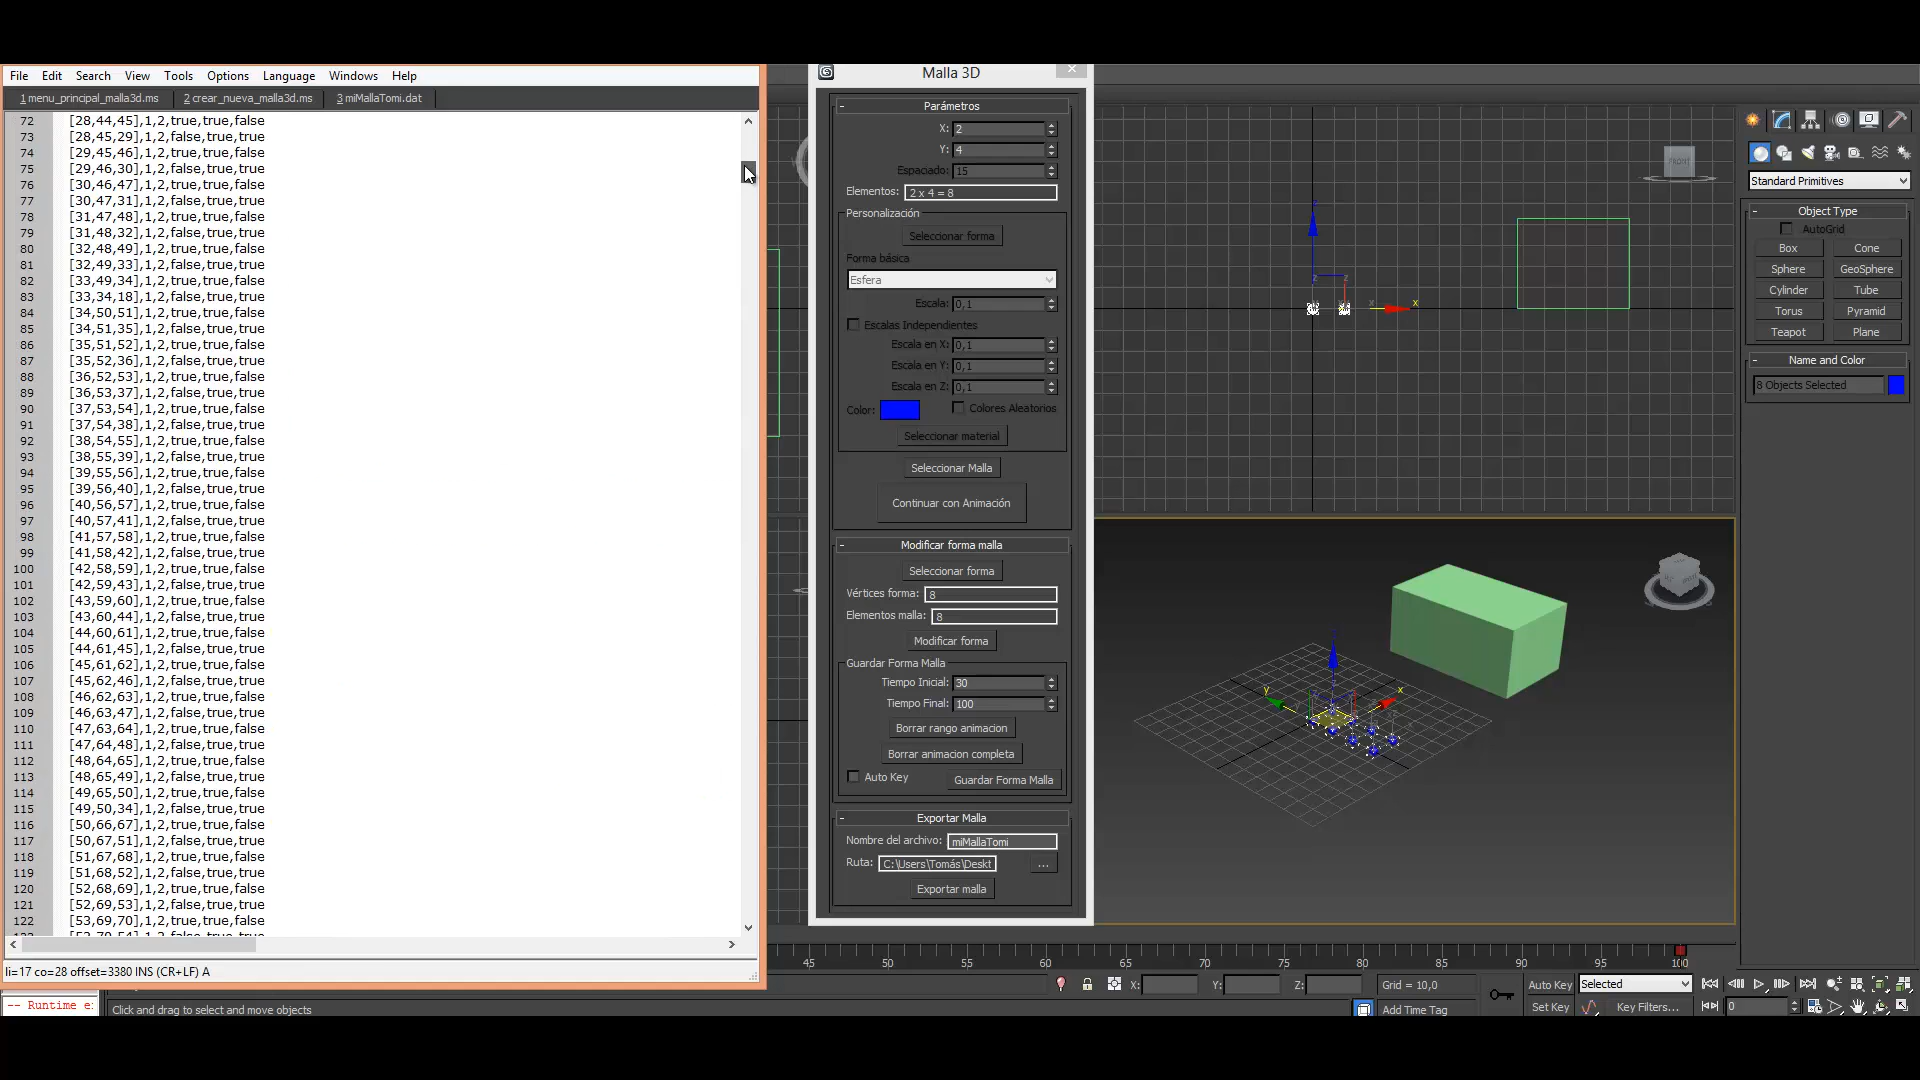 File Edit Search View Tools Options Language Windows Help
1 menu_principal_malla3d.ms 2 crear_nueva_malla3d.ms 3 miMallaTomi.dat
72 [28,44,45],1,2,true,true,false
73 [28,45,29],1,2,false,true,true
74 [29,45,46],1,2,true,true,false
75 [29,46,30],1,2,false,true,true
76 [30,46,47],1,2,true,true,false
77 [30,47,31],1,2,false,true,true
78 [31,47,48],1,2,true,true,false
79 [31,48,32],1,2,false,true,true
80 [32,48,49],1,2,true,true,false
81 [32,49,33],1,2,false,true,true
82 [33,49,34],1,2,true,true,false
83 [33,34,18],1,2,false,true,true
84 [34,50,51],1,2,true,true,false
85 [34,51,35],1,2,false,true,true
86 [35,51,52],1,2,true,true,false
87 [35,52,36],1,2,false,true,true
88 [36,52,53],1,2,true,true,false
89 [36,53,37],1,2,false,true,true
90 [37,53,54],1,2,true,true,false
91 [37,54,38],1,2,false,true,true
92 [38,54,55],1,2,true,true,false
93 [38,55,39],1,2,false,true,true
94 [39,55,56],1,2,true,true,false
95 [39,56,40],1,2,false,true,true
96 [40,56,57],1,2,true,true,false
97 [40,57,41],1,2,false,true,true
98 [41,57,58],1,2,true,true,false
99 [41,58,42],1,2,false,true,true
100 [42,58,59],1,2,true,true,false
101 [42,59,43],1,2,false,true,true
102 [43,59,60],1,2,true,true,false
103 [43,60,44],1,2,false,true,true
104 [44,60,61],1,2,true,true,false
105 [44,61,45],1,2,false,true,true
106 [45,61,62],1,2,true,true,false
107 [45,62,46],1,2,false,true,true
108 [46,62,63],1,2,true,true,false
109 [46,63,47],1,2,false,true,true
110 [47,63,64],1,2,true,true,false
111 [47,64,48],1,2,false,true,true
112 [48,64,65],1,2,true,true,false
113 [48,65,49],1,2,false,true,true
114 [49,65,50],1,2,true,true,false
115 [49,50,34],1,2,false,true,true
116 [50,66,67],1,2,true,true,false
117 [50,67,51],1,2,false,true,true
118 [51,67,68],1,2,true,true,false
119 [51,68,52],1,2,false,true,true
120 [52,68,69],1,2,true,true,false
121 [52,69,53],1,2,false,true,true
122 [53,69,70],1,2,true,true,false
li=17 co=28 offset=3380 INS (CR+LF) A
-- Runtime e
Click and drag to select and move objects
Malla 3D
Parámetros
X: 2
Y: 4
Espaciado: 15
Elementos: 2 x 4 = 8
Personalización
Seleccionar forma
Forma básica
Esfera
Escala: 0,1
Escalas Independientes
Escala en X: 0,1
Escala en Y: 0,1
Escala en Z: 0,1
Color: Colores Aleatorios
Seleccionar material
Seleccionar Malla
Continuar con Animación
Modificar forma malla
Seleccionar forma
Vértices forma: 8
Elementos malla: 8
Modificar forma
Guardar Forma Malla
Tiempo Inicial: 30
Tiempo Final: 100
Borrar rango animacion
Borrar animacion completa
Auto Key Guardar Forma Malla
Exportar Malla
Nombre del archivo: miMallaTomi
Ruta: C:\Users\Tomás\Deskt ...
Exportar malla
FRONT
z
z z
x x
z
y x
Standard Primitives
Object Type
AutoGrid
Box Cone
Sphere GeoSphere
Cylinder Tube
Torus Pyramid
Teapot Plane
Name and Color
8 Objects Selected
45 50 55 60 65 70 75 80 85 90 95 100
X: Y: Z: Grid = 10,0 Auto Key Selected
Add Time Tag Set Key Key Filters... 0